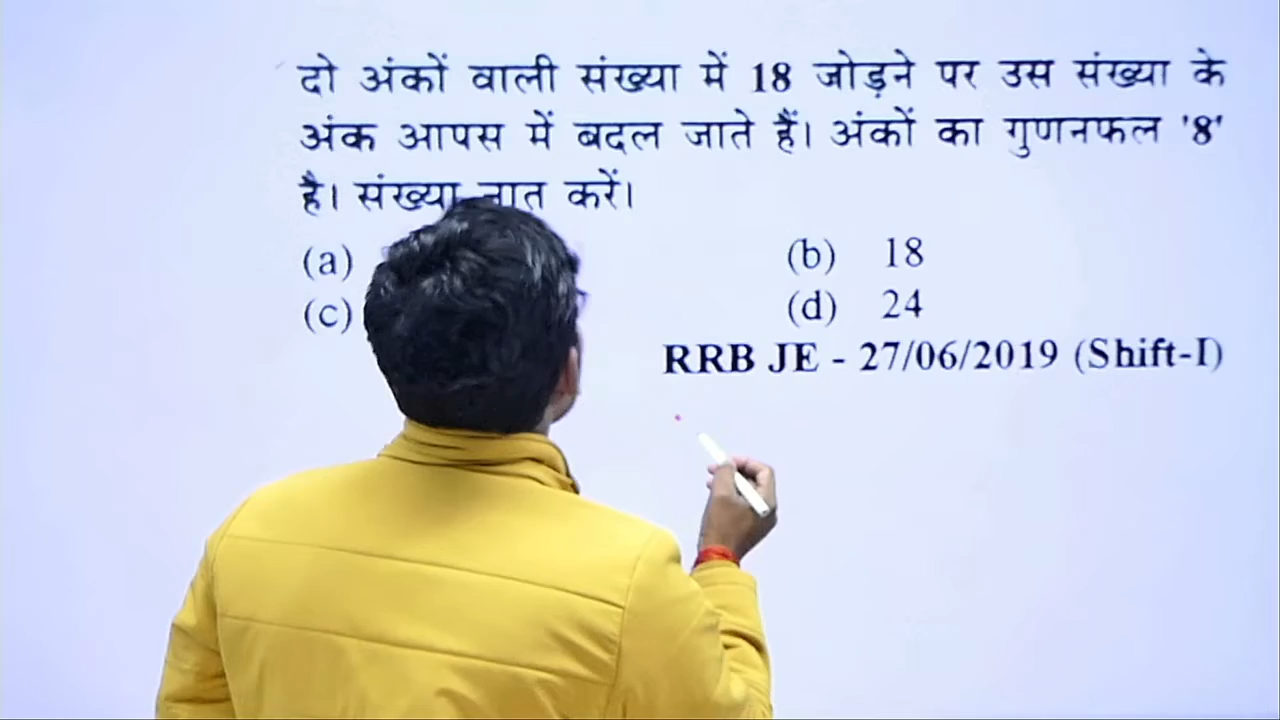 दो अंकों वाली संख्या में 18 जोड़ने पर उस संख्या के
अंक आपस में बदल जाते हैं। अंकों का गुणनफल '8'
है। संख्या करें।
(a) (b) 18
(c) (d) 24
RRB JE - 27/06/2019 (Shift-I)